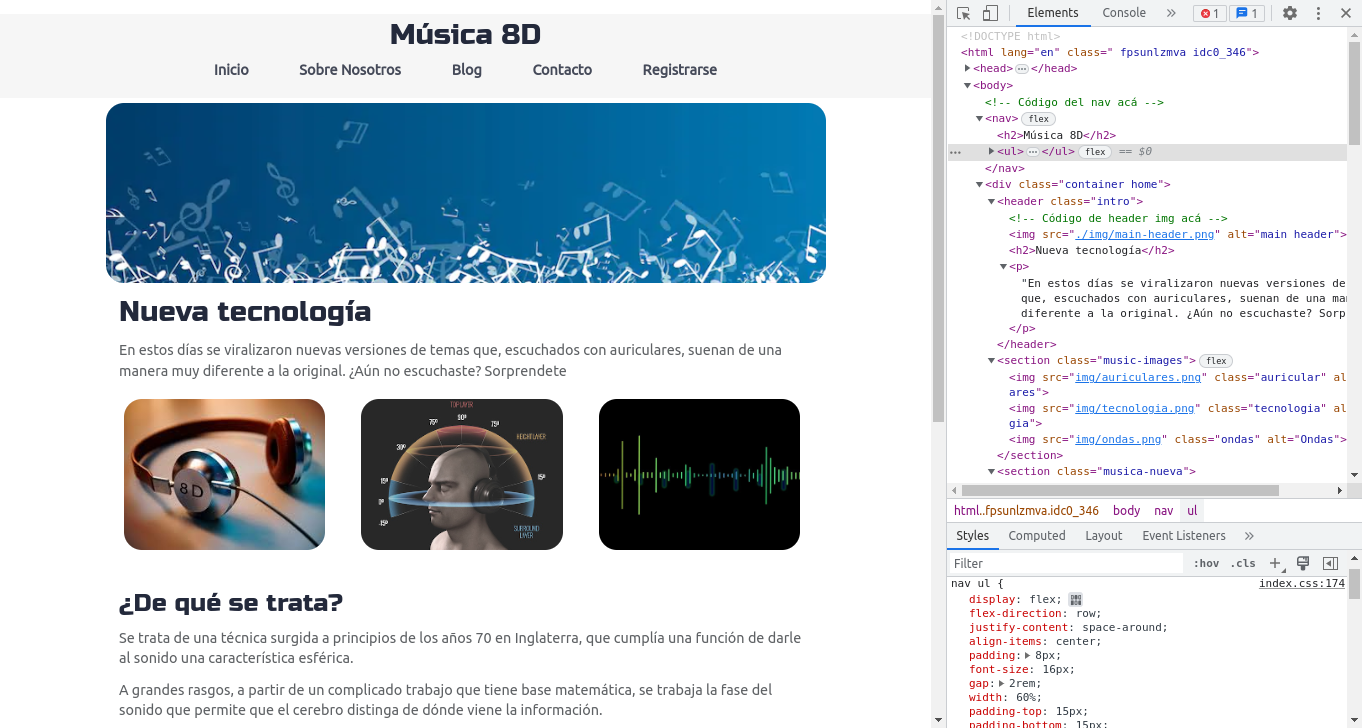 Música 8D
Inicio Sobre Nosotros Blog Contacto Registrarse
Nueva tecnología
En estos días se viralizaron nuevas versiones de temas que, escuchados con auriculares, suenan de una
manera muy diferente a la original. ¿Aún no escuchaste? Sorprendete
8D
TOP LAYER
90º
75º 75º
30º HEIGHT LAYER
15º 15º
0º
-15º
SURROUND
LAYER
¿De qué se trata?
Se trata de una técnica surgida a principios de los años 70 en Inglaterra, que cumplía una función de darle
al sonido una característica esférica.
A grandes rasgos, a partir de un complicado trabajo que tiene base matemática, se trabaja la fase del
sonido que permite que el cerebro distinga de dónde viene la información.
Elements Console » 1 1
<!DOCTYPE html>
<html lang="en" class=" fpsunlzmva idc0_346">
<head>…</head>
<body>
<!-- Código del nav acá -->
<nav> flex
<h2>Música 8D</h2>
… <ul>…</ul> flex == $0
</nav>
<div class="container home">
<header class="intro">
<!-- Código de header img acá -->
<img src="./img/main-header.png" alt="main header">
<h2>Nueva tecnología</h2>
<p>
"En estos días se viralizaron nuevas versiones de
que, escuchados con auriculares, suenan de una ma
diferente a la original. ¿Aún no escuchaste? Sorp
</p>
</header>
<section class="music-images"> flex
<img src="img/auriculares.png" class="auricular" al
ares">
<img src="img/tecnologia.png" class="tecnologia" al
gia">
<img src="img/ondas.png" class="ondas" alt="Ondas">
</section>
<section class="musica-nueva">
html..fpsunlzmva.idc0_346 body nav ul
Styles Computed Layout Event Listeners »
Filter :hov .cls +
nav ul { index.css:174
display: flex;
flex-direction: row;
justify-content: space-around;
align-items: center;
padding: 8px;
font-size: 16px;
gap: 2rem;
width: 60%;
padding-top: 15px;
padding-bottom: 15px;